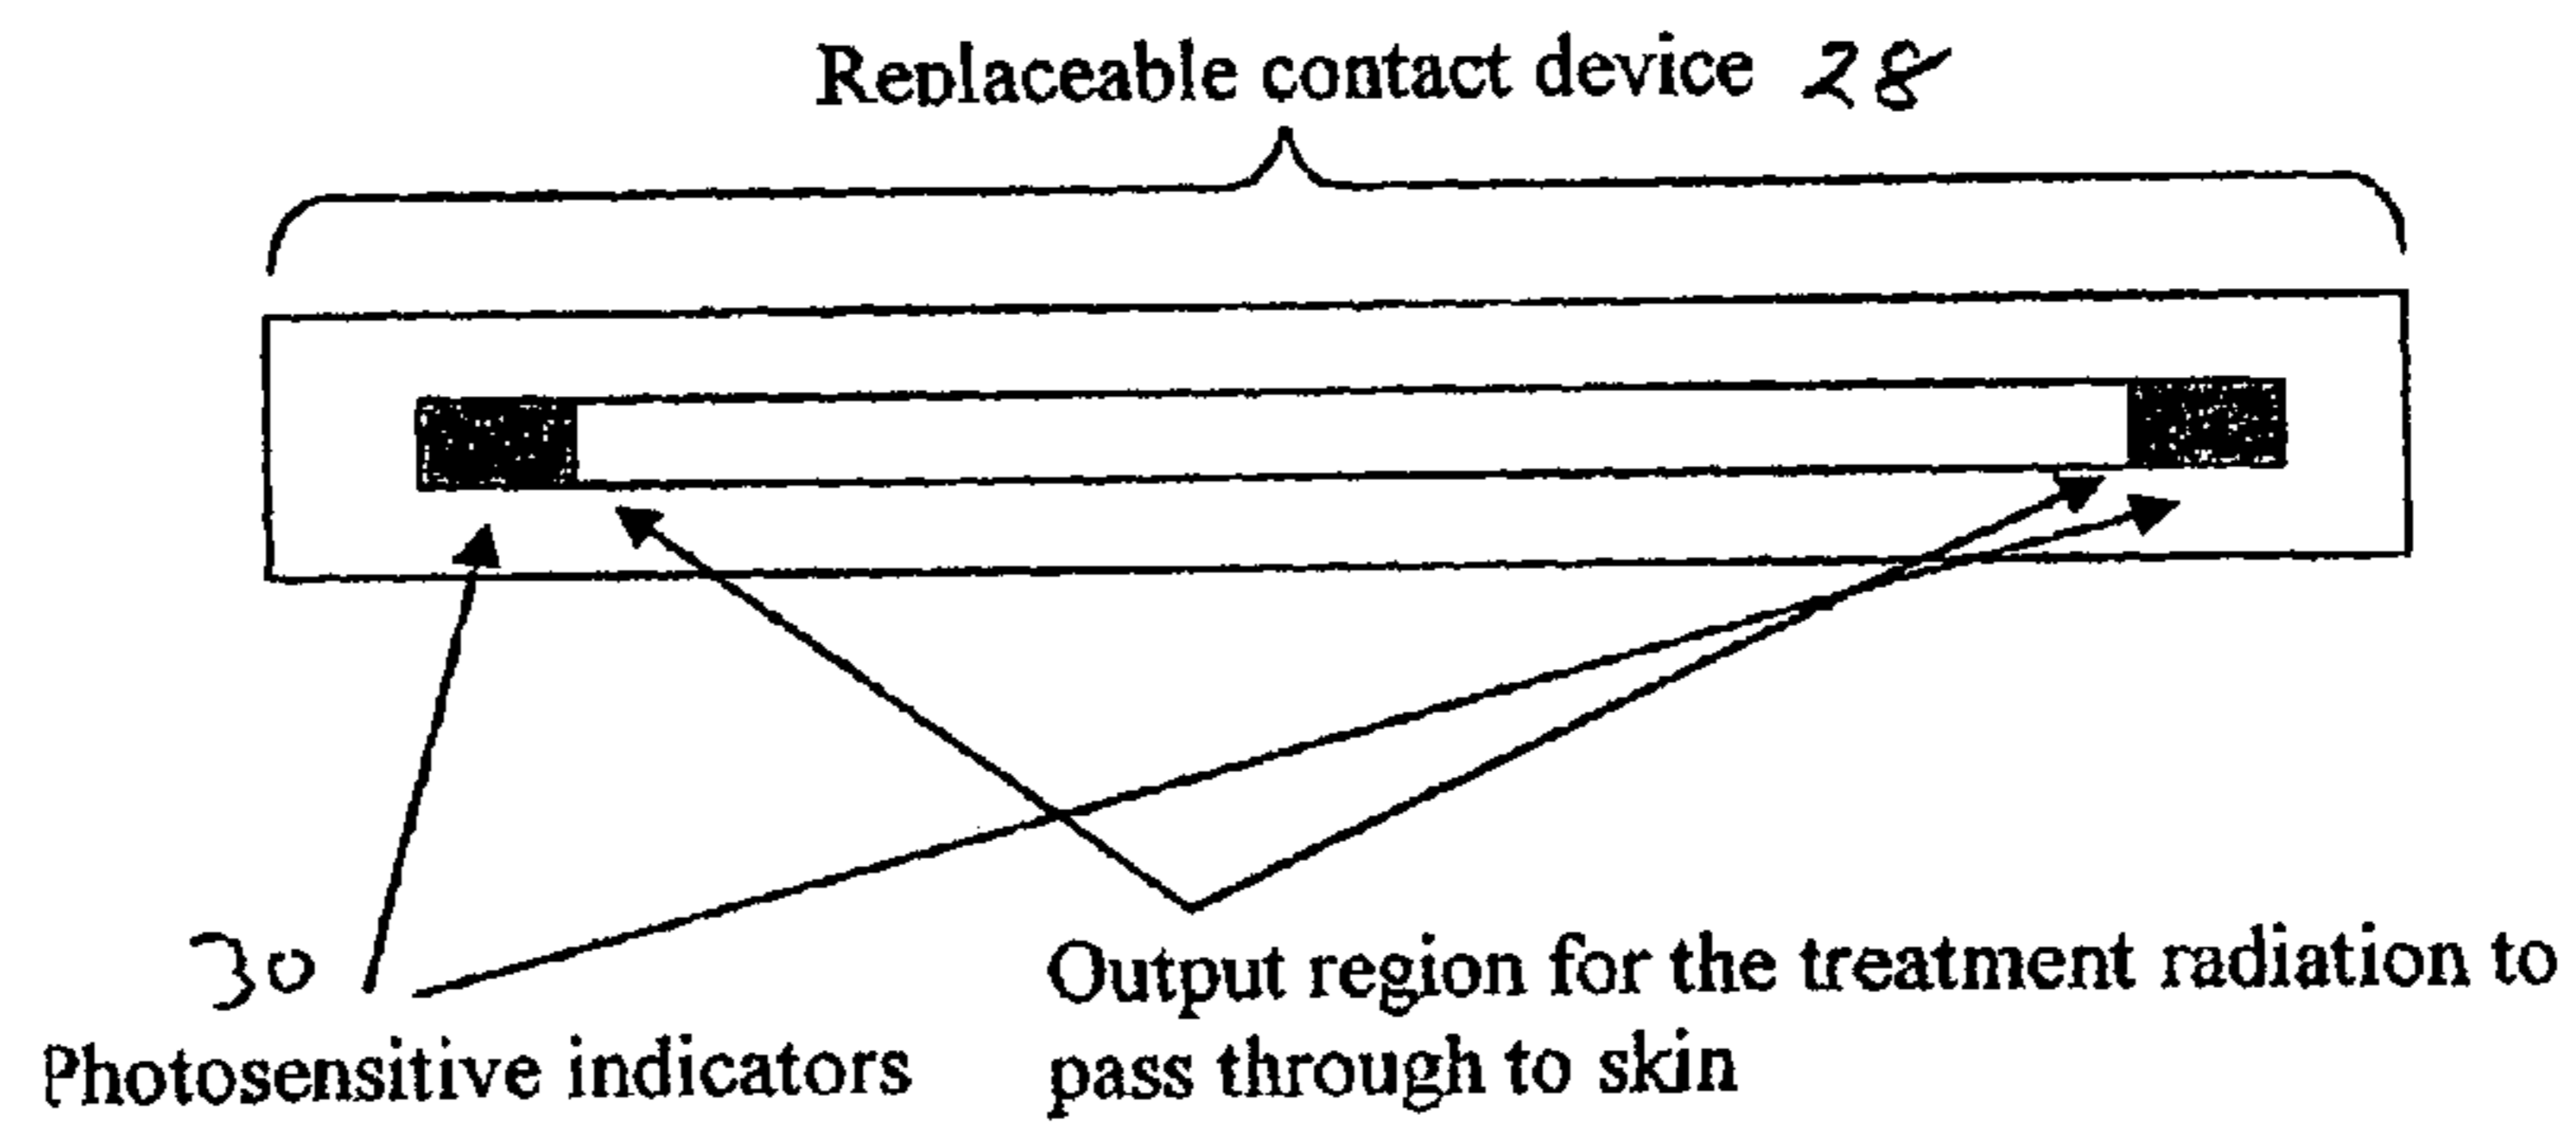 Replaceable contact device 28
30
Photosensitive indicators
Output region for the treatment radiation to
pass through to skin